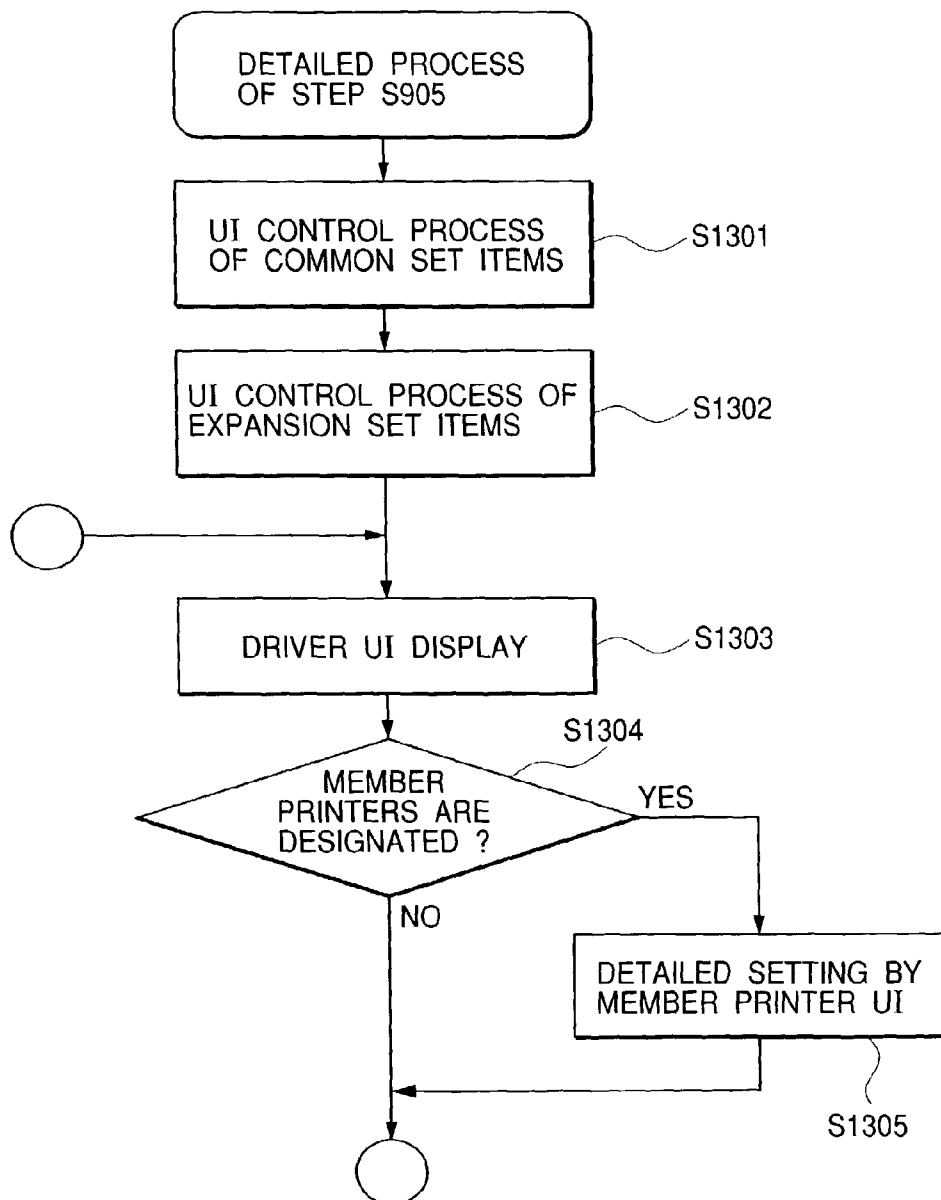 DETAILED PROCESS
OF STEP S905
UI CONTROL PROCESS
OF COMMON SET ITEMS
S1301
UI CONTROL PROCESS OF
EXPANSION SET ITEMS
S1302
DRIVER UI DISPLAY
S1303
S1304
MEMBER
PRINTERS ARE
DESIGNATED ?
YES
NO
DETAILED SETTING BY
MEMBER PRINTER UI
S1305